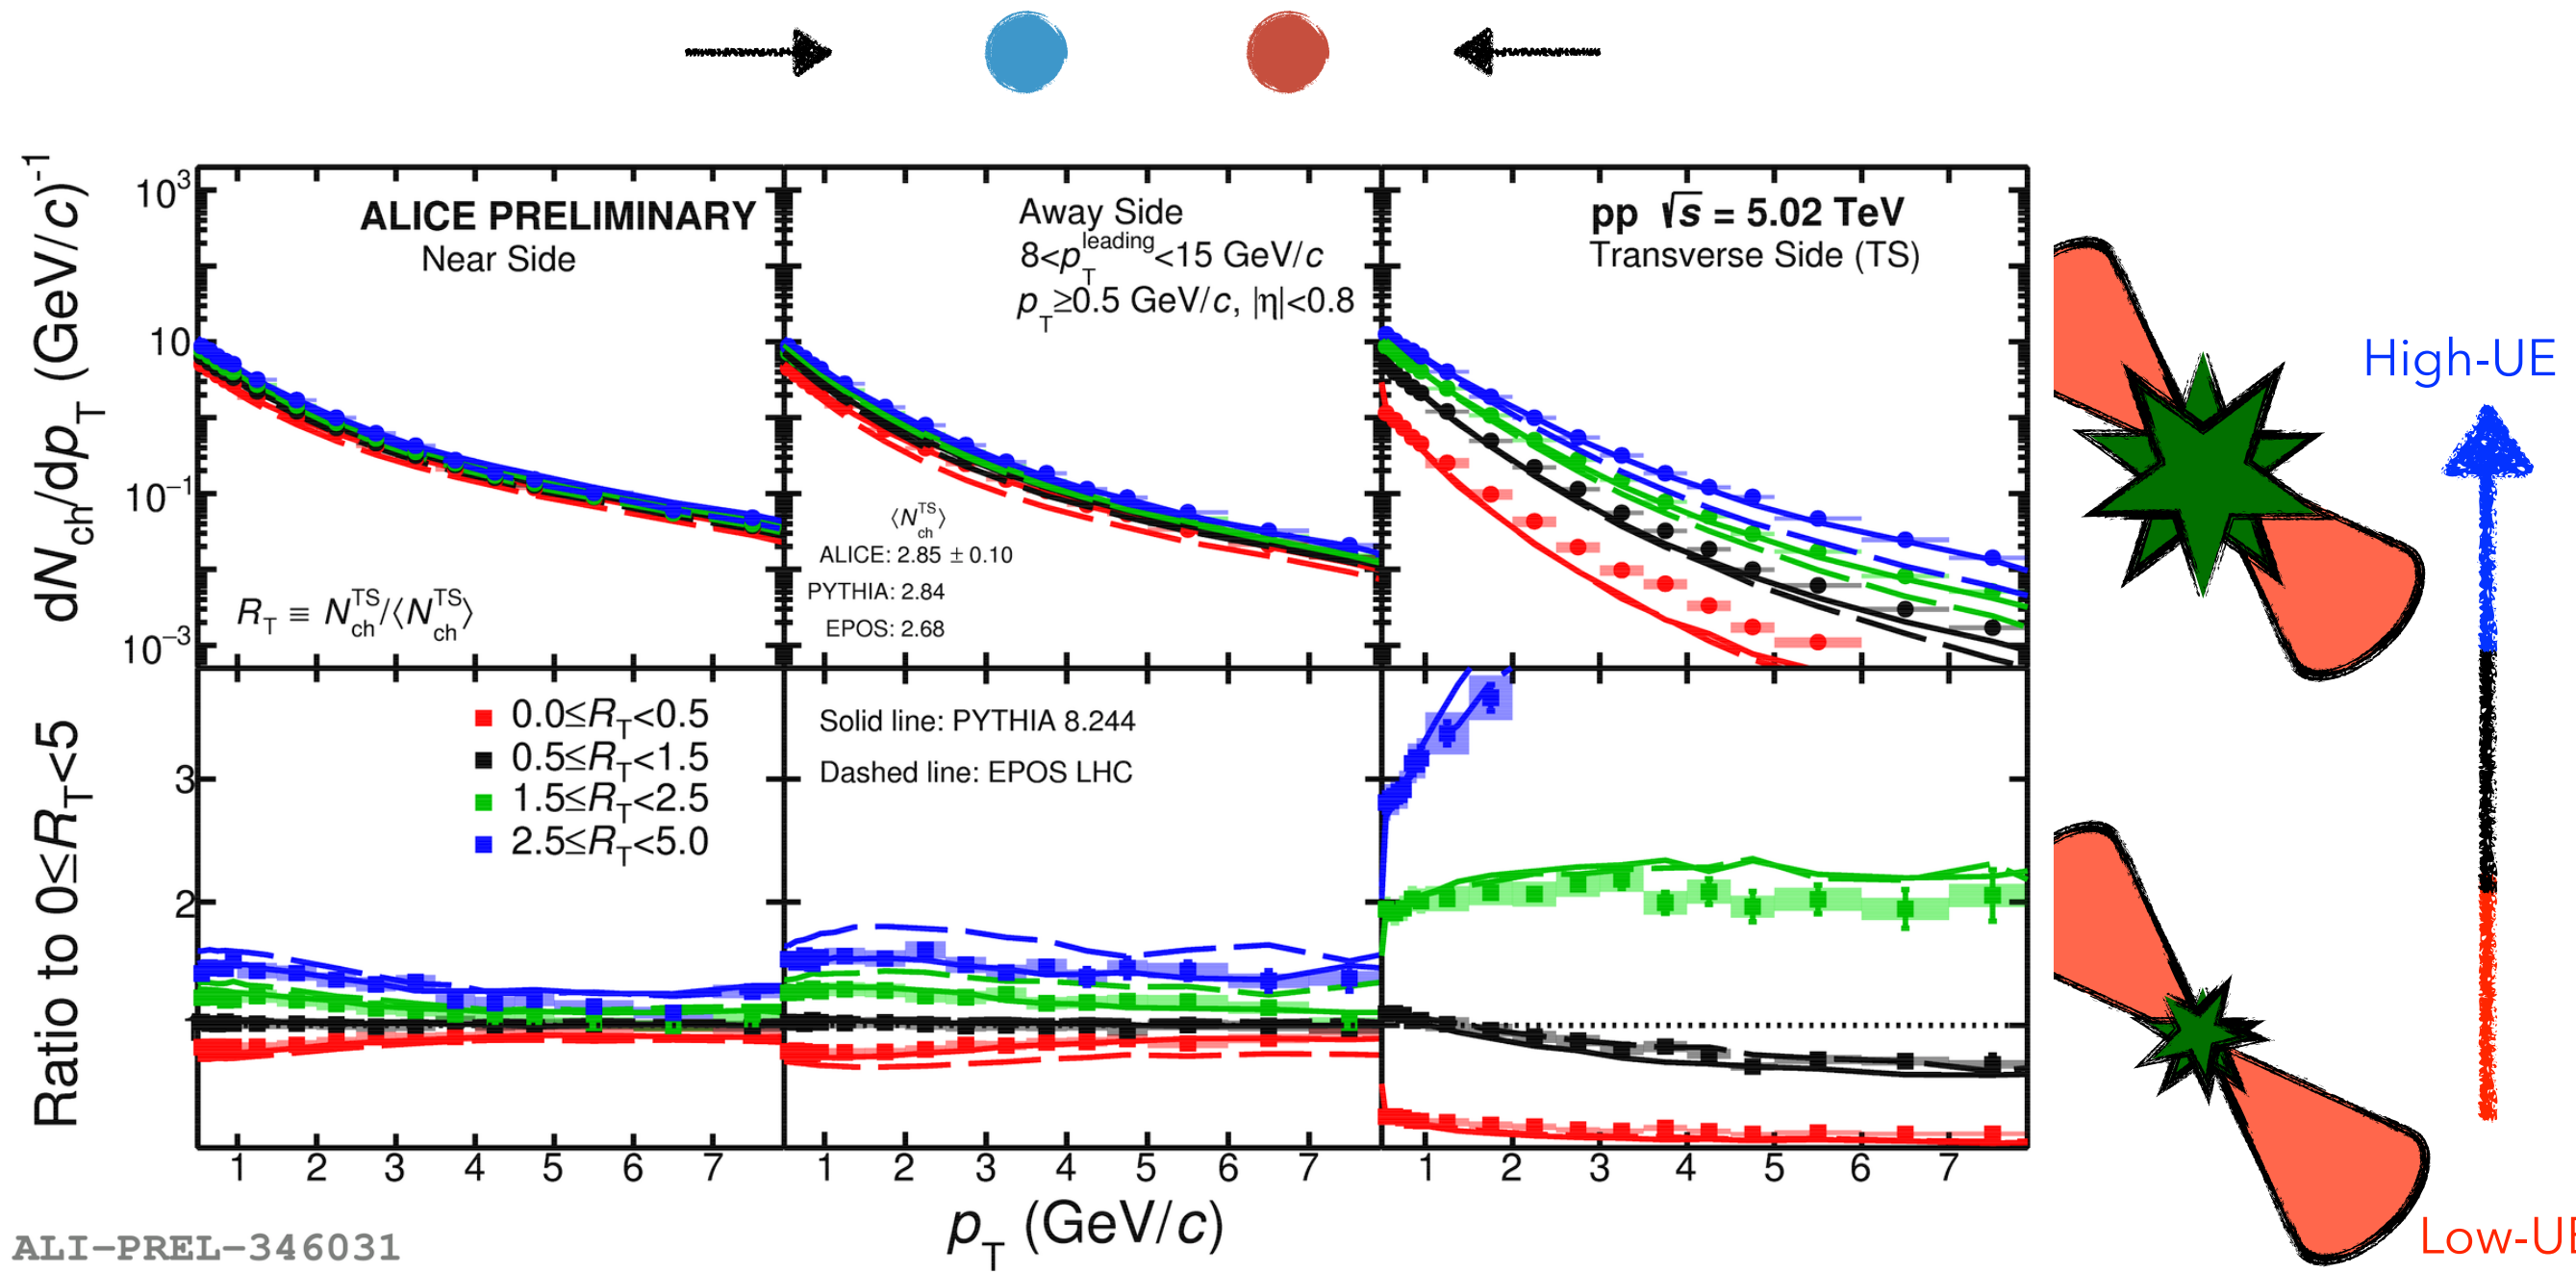 dN_ch/dp_T (GeV/c)^-1
10^3
10
10^−1
10^−3
ALICE PRELIMINARY
Near Side
R_T ≡ N_ch^TS/⟨N_ch^TS⟩
Away Side
8<p_T^leading<15 GeV/c
p_T≥0.5 GeV/c, |η|<0.8
⟨N_ch^TS⟩
ALICE: 2.85 ± 0.10
PYTHIA: 2.84
EPOS: 2.68
pp √s = 5.02 TeV
Transverse Side (TS)
High-UE
Ratio to 0≤R_T<5
3
2
0.0≤R_T<0.5
0.5≤R_T<1.5
1.5≤R_T<2.5
2.5≤R_T<5.0
Solid line: PYTHIA 8.244
Dashed line: EPOS LHC
1 2 3 4 5 6 7
1 2 3 4 5 6 7
1 2 3 4 5 6 7
p_T (GeV/c)
ALI−PREL−346031
Low-UE